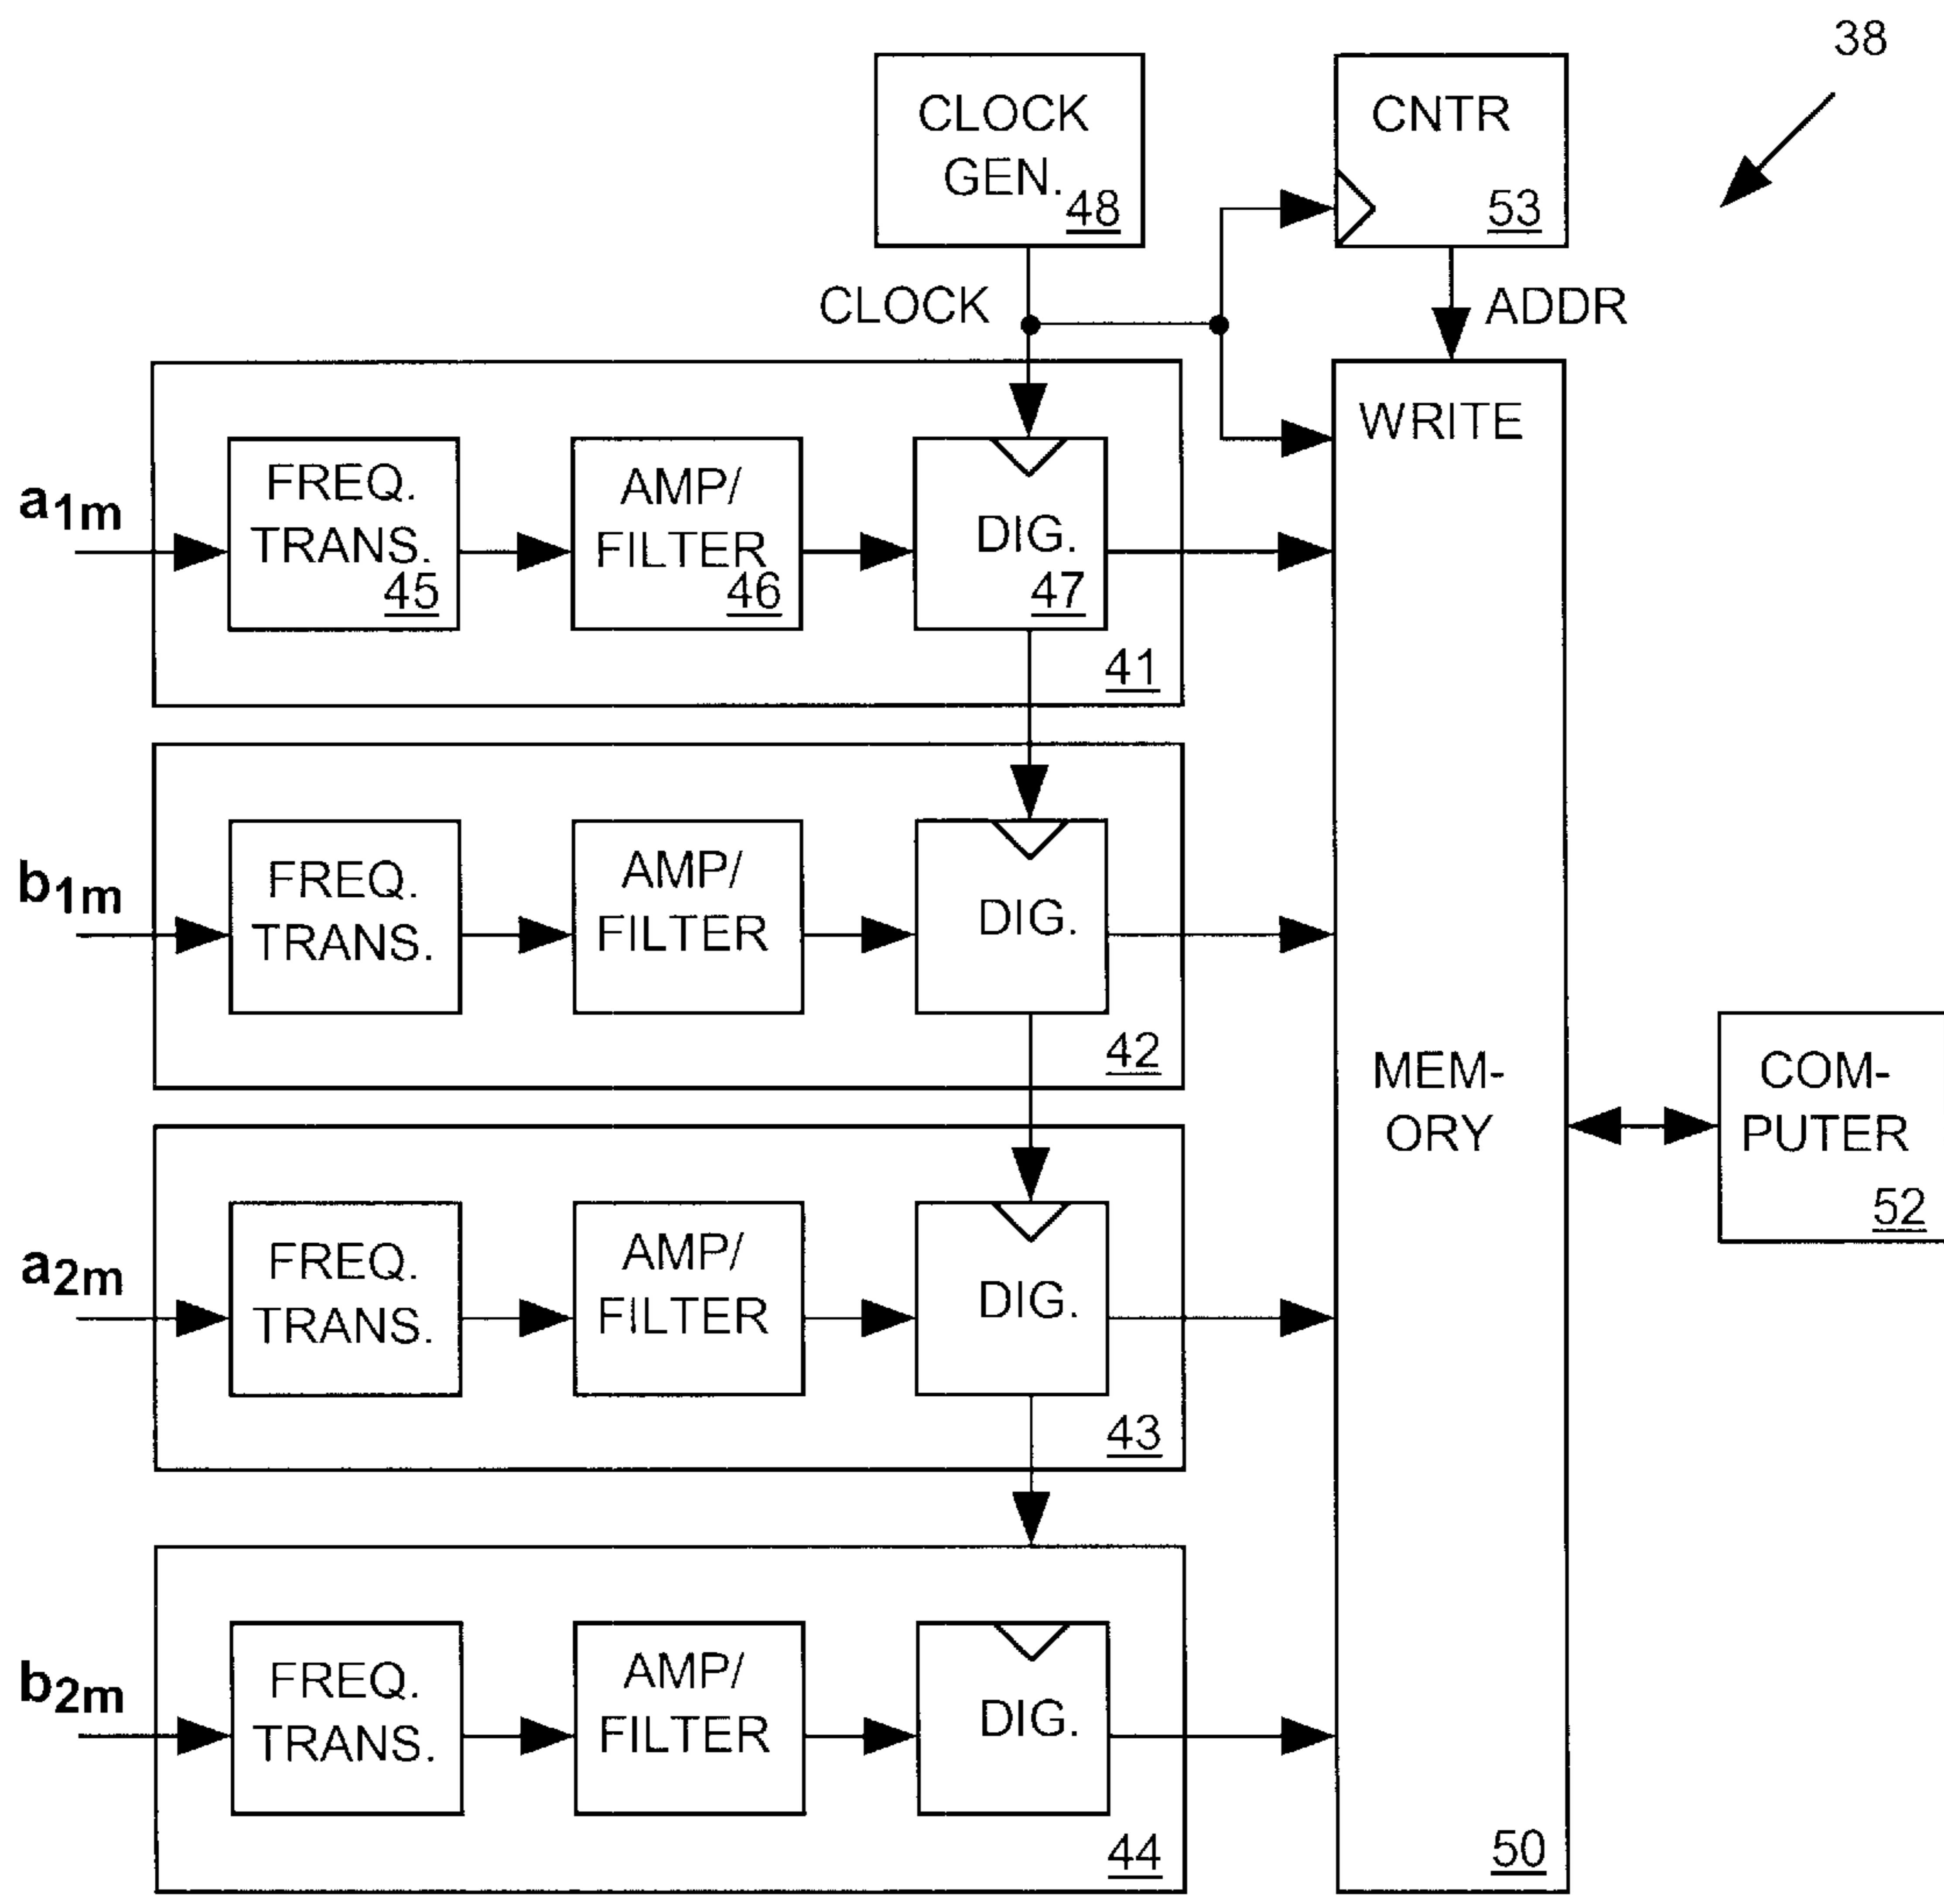 38
CLOCK
GEN.
48
CNTR
53
CLOCK
ADDR
WRITE
a1m
FREQ.
TRANS.
45
AMP/
FILTER
46
DIG.
47
41
b1m
FREQ.
TRANS.
AMP/
FILTER
DIG.
42
MEM-
ORY
COM-
PUTER
52
a2m
FREQ.
TRANS.
AMP/
FILTER
DIG.
43
b2m
FREQ.
TRANS.
AMP/
FILTER
DIG.
44
50